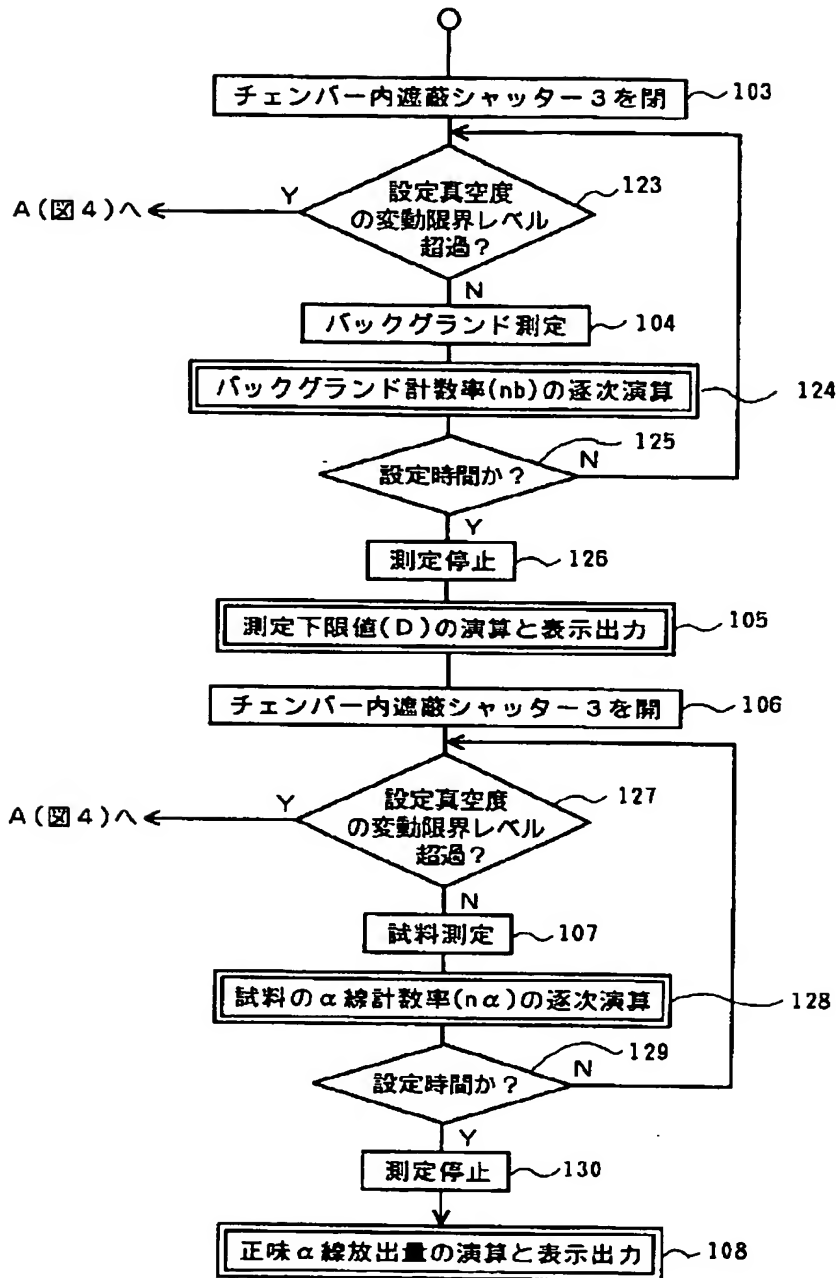 チェンバー内遮蔽シャッター3を閉
103
123
設定真空度
の変動限界レベル
超過?
Y
A(図4)へ
N
バックグランド測定
104
バックグランド計数率(nb)の逐次演算
124
125
設定時間か?
N
Y
測定停止
126
測定下限値(D)の演算と表示出力
105
チェンバー内遮蔽シャッター3を開
106
127
設定真空度
の変動限界レベル
超過?
Y
A(図4)へ
N
試料測定
107
試料のα線計数率(nα)の逐次演算
128
129
設定時間か?
N
Y
測定停止
130
正味α線放出量の演算と表示出力
108